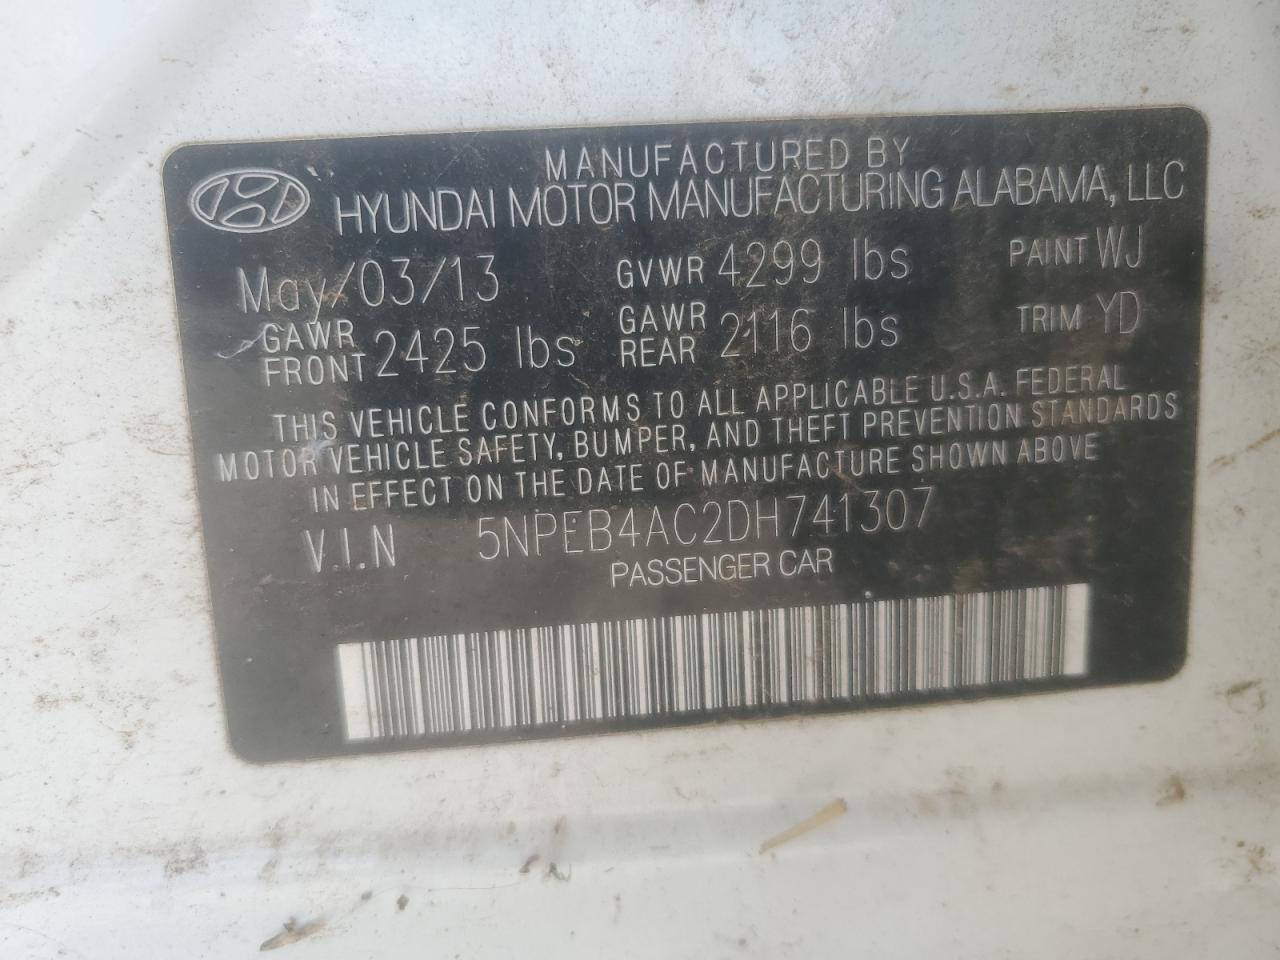 MANUFACTURED BY
HYUNDAI MOTOR MANUFACTURING ALABAMA, LLC
May/03/13 GVWR 4299 lbs PAINT WJ
GAWR FRONT 2425 lbs GAWR REAR 2116 lbs TRIM YD
THIS VEHICLE CONFORMS TO ALL APPLICABLE U.S.A. FEDERAL
MOTOR VEHICLE SAFETY, BUMPER, AND THEFT PREVENTION STANDARDS
IN EFFECT ON THE DATE OF MANUFACTURE SHOWN ABOVE
V.I.N 5NPEB4AC2DH741307
PASSENGER CAR